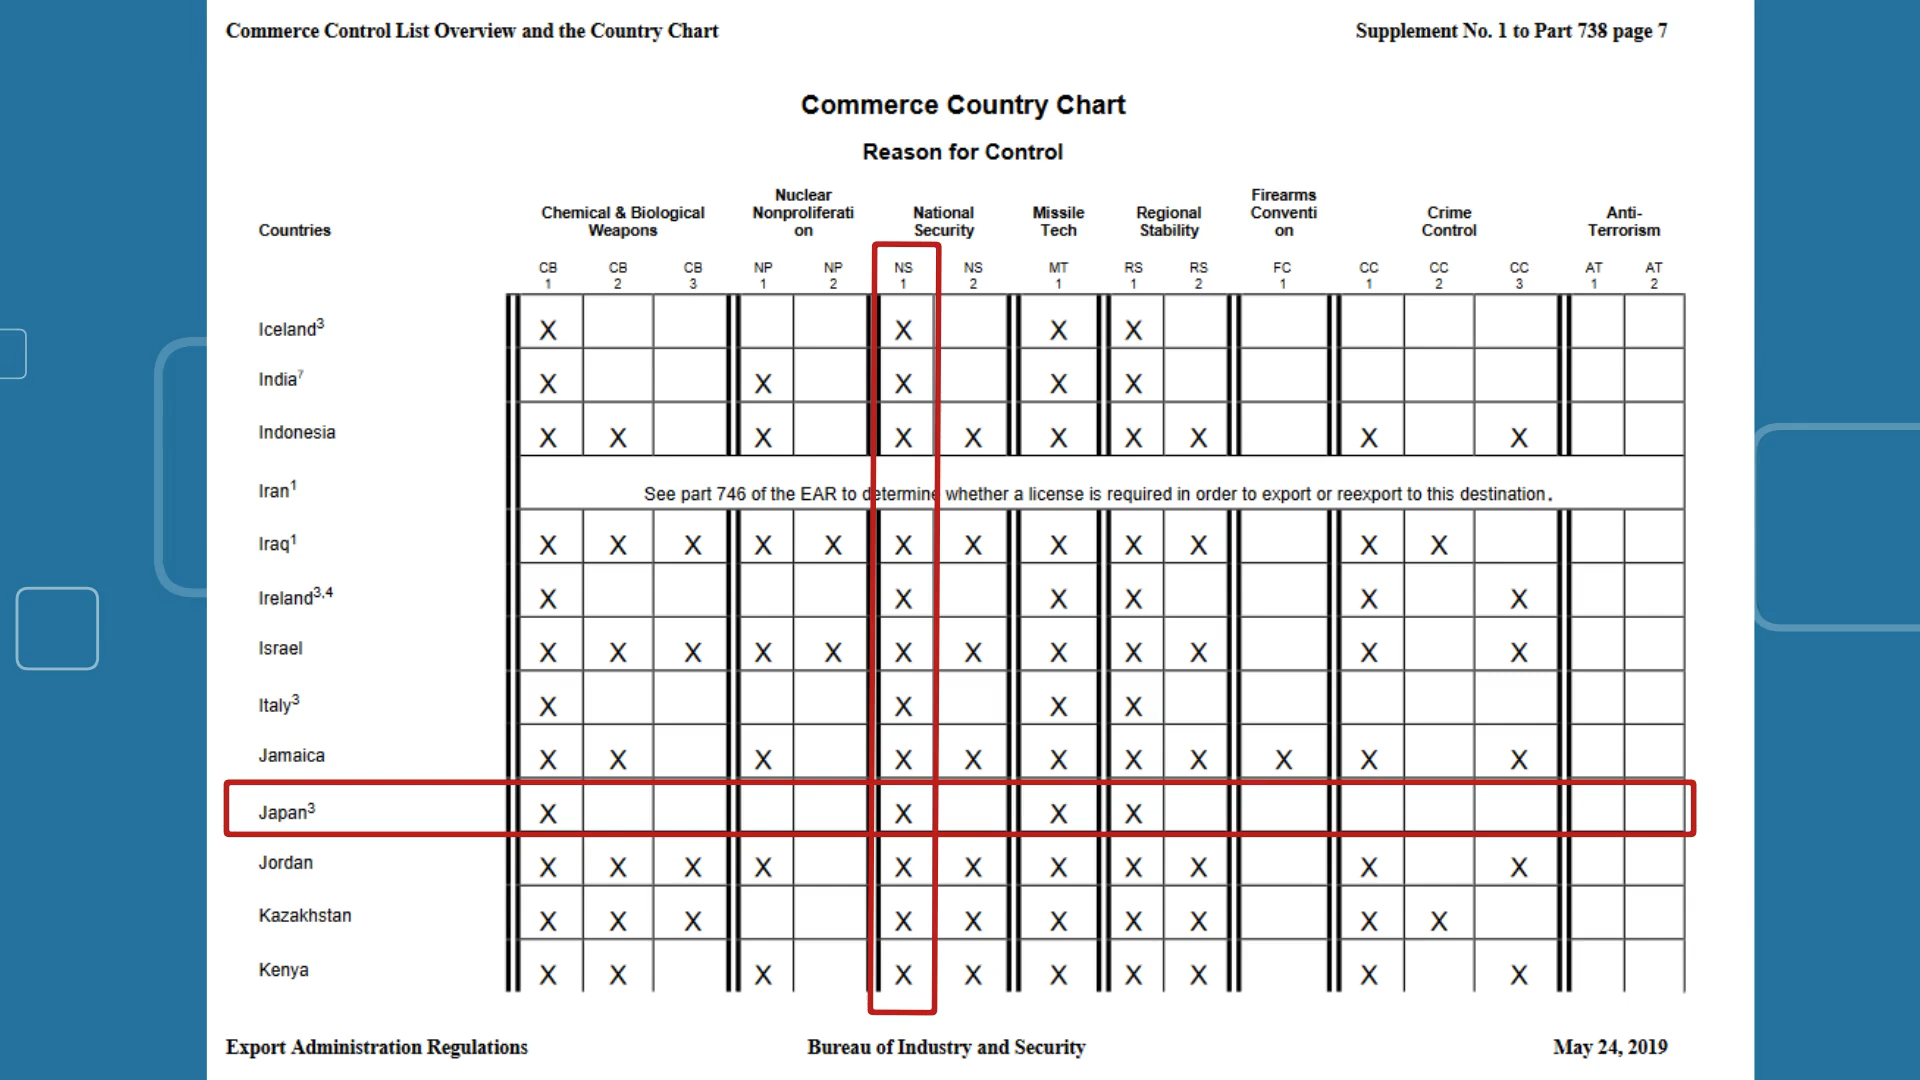 Commerce Control List Overview and the Country Chart Supplement No. 1 to Part 738 page 7
Commerce Country Chart
Reason for Control
Countries
Chemical & Biological
Weapons
Nuclear
Nonproliferati
on
National
Security
Missile
Tech
Regional
Stability
Firearms
Conventi
on
Crime
Control
Anti-
Terrorism
CB CB CB NP NP NS NS MT RS RS FC CC CC CC AT AT
1 2 3 1 2 1 2 1 1 2 1 1 2 3 1 2
Iceland3 X X X X
India7 X X X X X
Indonesia X X X X X X X X X X
Iran1 See part 746 of the EAR to determine whether a license is required in order to export or reexport to this destination.
Iraq1 X X X X X X X X X X X X
Ireland3,4 X X X X X X
Israel X X X X X X X X X X X X
Italy3 X X X X
Jamaica X X X X X X X X X X X
Japan3 X X X X
Jordan X X X X X X X X X X X
Kazakhstan X X X X X X X X X X
Kenya X X X X X X X X X X
Export Administration Regulations Bureau of Industry and Security May 24, 2019